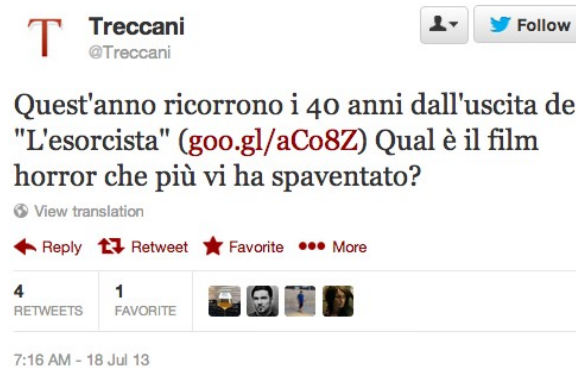 T Treccani
@Treccani
Follow
Quest'anno ricorrono i 40 anni dall'uscita de
"L'esorcista" (goo.gl/aCo8Z) Qual è il film
horror che più vi ha spaventato?
View translation
Reply Retweet Favorite More
4 1
RETWEETS FAVORITE
7:16 AM - 18 Jul 13